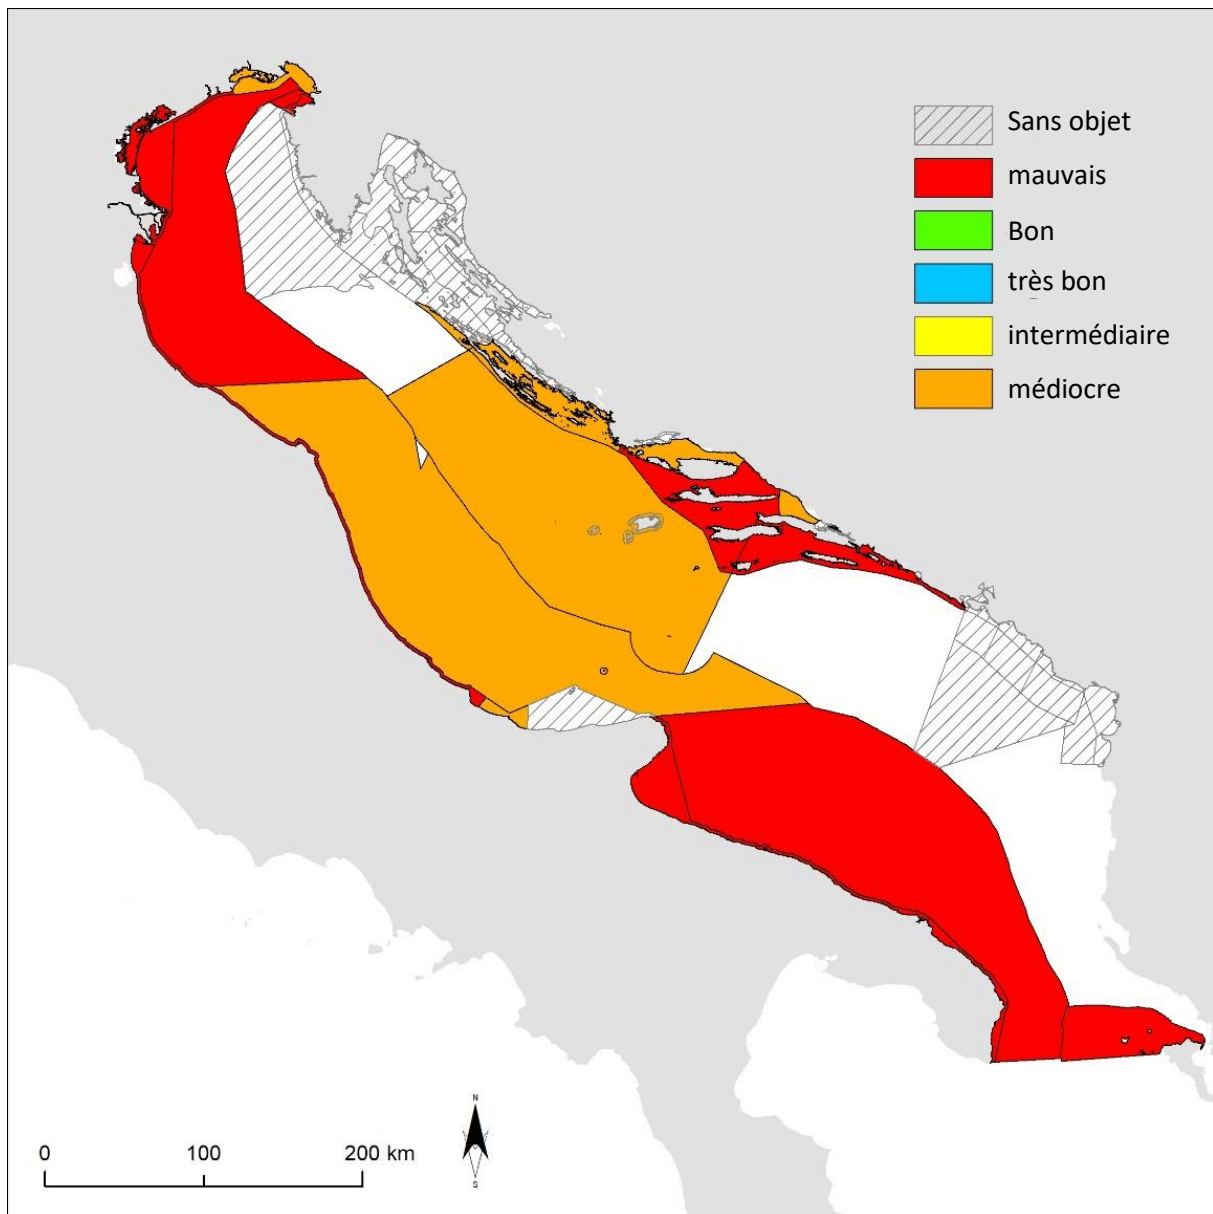 Sans objet
mauvais
Bon
très bon
intermédiaire
médiocre
N
S
0 100 200 km